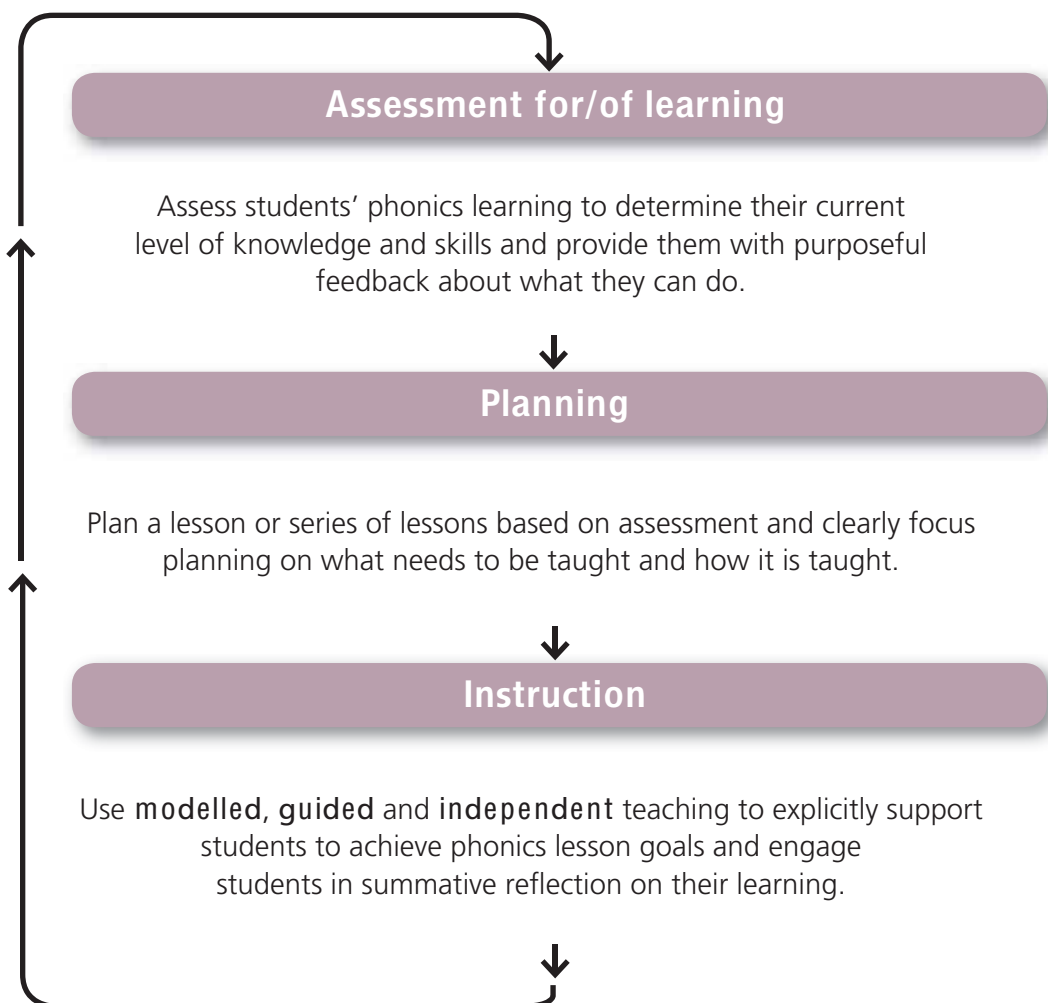 Assessment for/of learning
Assess students’ phonics learning to determine their current
level of knowledge and skills and provide them with purposeful
feedback about what they can do.
Planning
Plan a lesson or series of lessons based on assessment and clearly focus
planning on what needs to be taught and how it is taught.
Instruction
Use modelled, guided and independent teaching to explicitly support
students to achieve phonics lesson goals and engage
students in summative reflection on their learning.